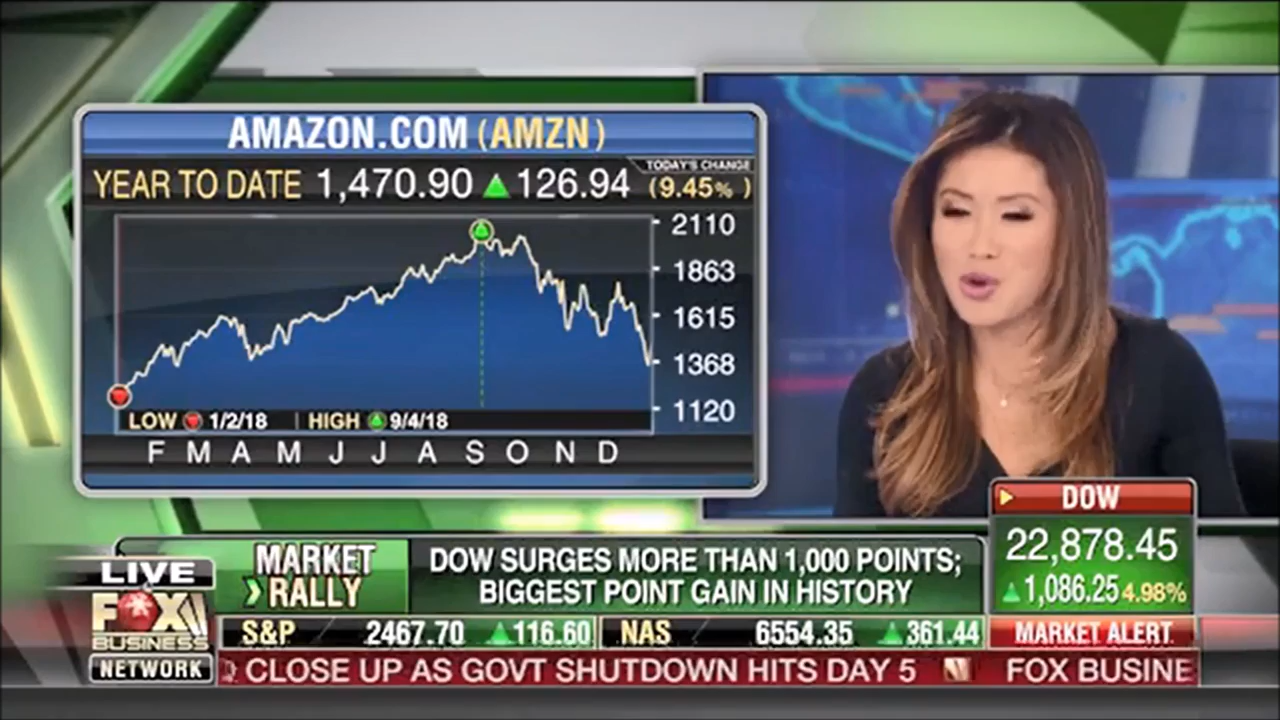 AMAZON.COM (AMZN)
TODAY'S CHANGE
YEAR TO DATE 1,470.90 126.94 (9.45%)
2110
1863
1615
1368
1120
LOW 1/2/18 HIGH 9/4/18
F M A M J J A S O N D
DOW
22,878.45
1,086.25 4.98%
MARKET ALERT
LIVE
FOX
BUSINESS
NETWORK
MARKET
RALLY
DOW SURGES MORE THAN 1,000 POINTS;
BIGGEST POINT GAIN IN HISTORY
S&P 2467.70 116.60 NAS 6554.35 361.44
CLOSE UP AS GOVT SHUTDOWN HITS DAY 5 FOX BUSINE